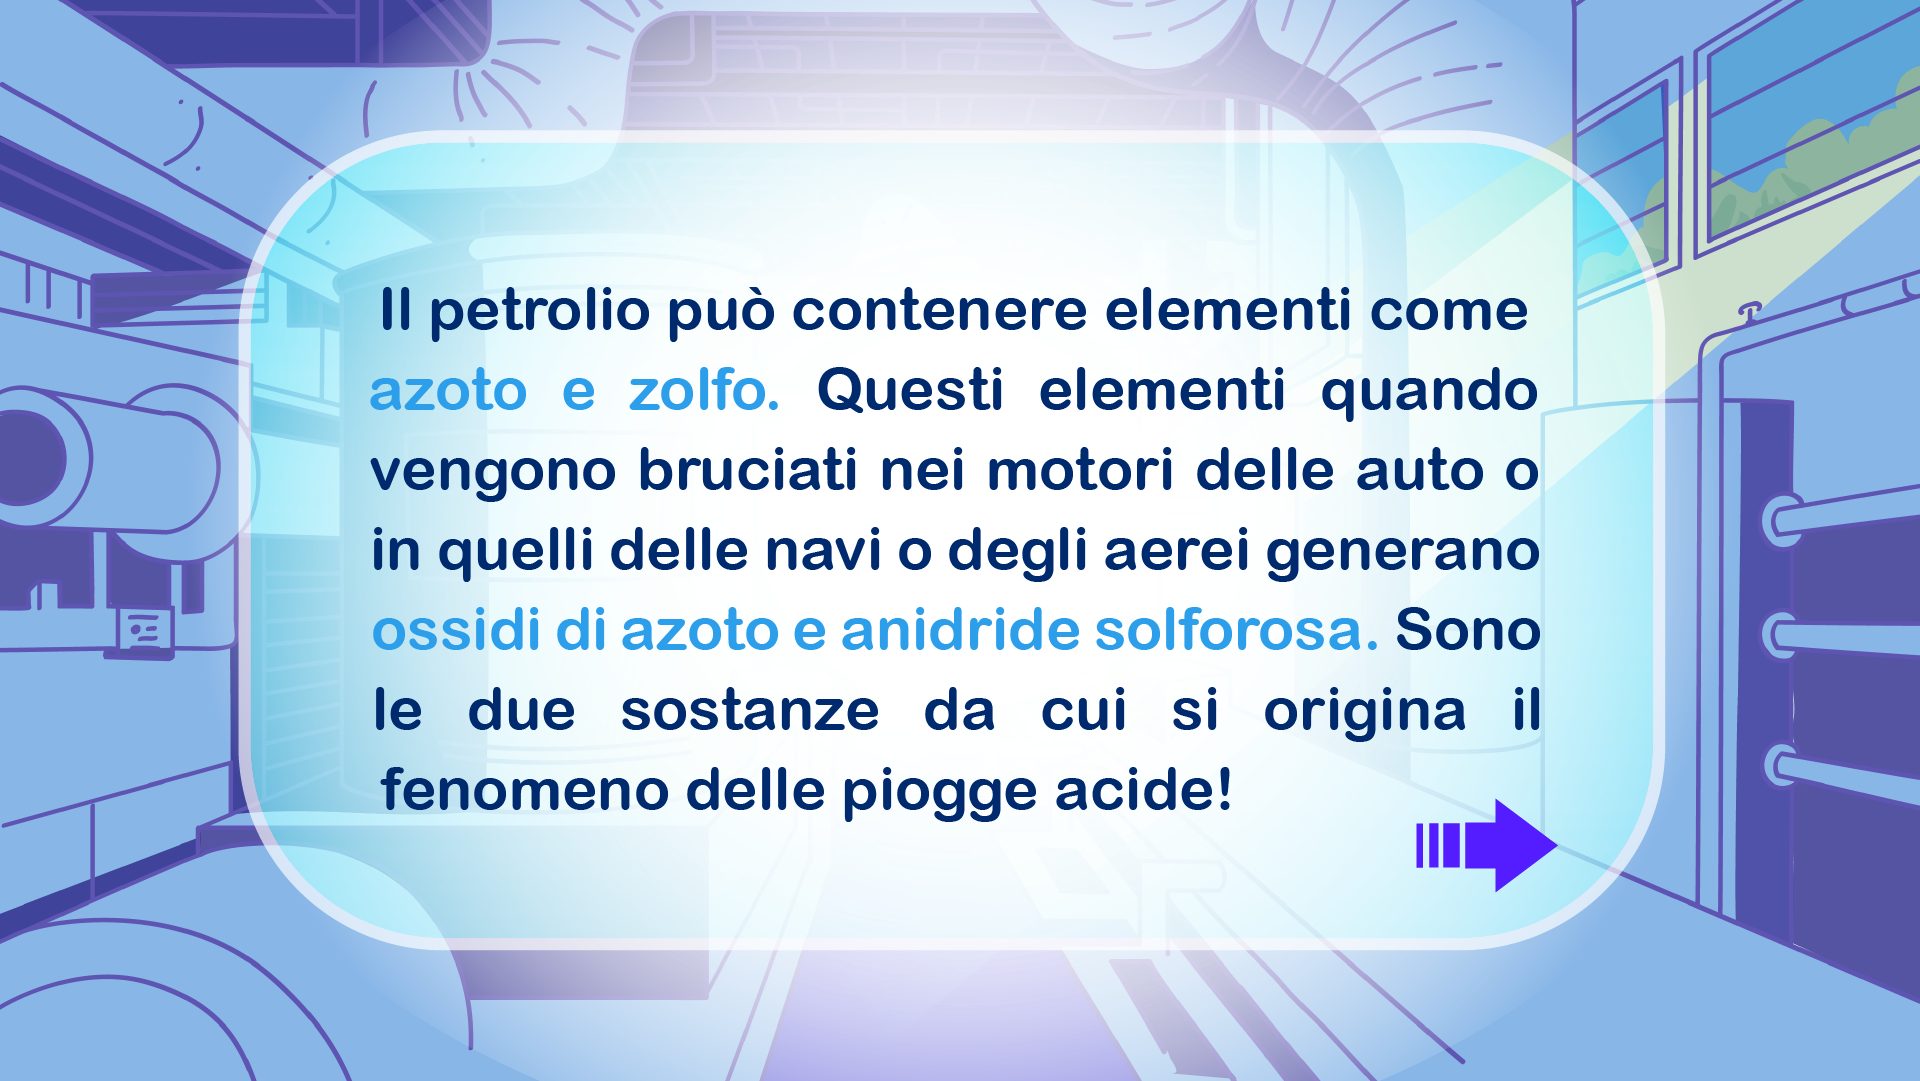 Il petrolio può contenere elementi come
azoto e zolfo. Questi elementi quando
vengono bruciati nei motori delle auto o
in quelli delle navi o degli aerei generano
ossidi di azoto e anidride solforosa. Sono
le due sostanze da cui si origina il
fenomeno delle piogge acide!